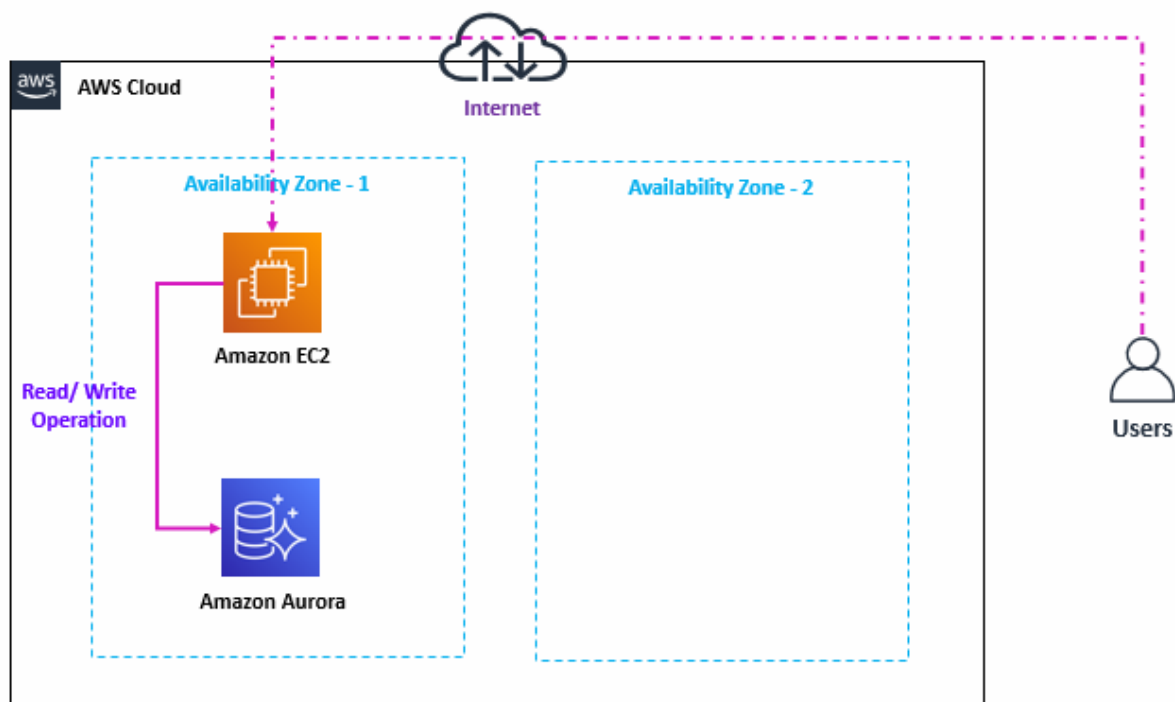 aws
AWS Cloud
Internet
Availability Zone - 1
Availability Zone - 2
Amazon EC2
Read/ Write
Operation
Users
Amazon Aurora